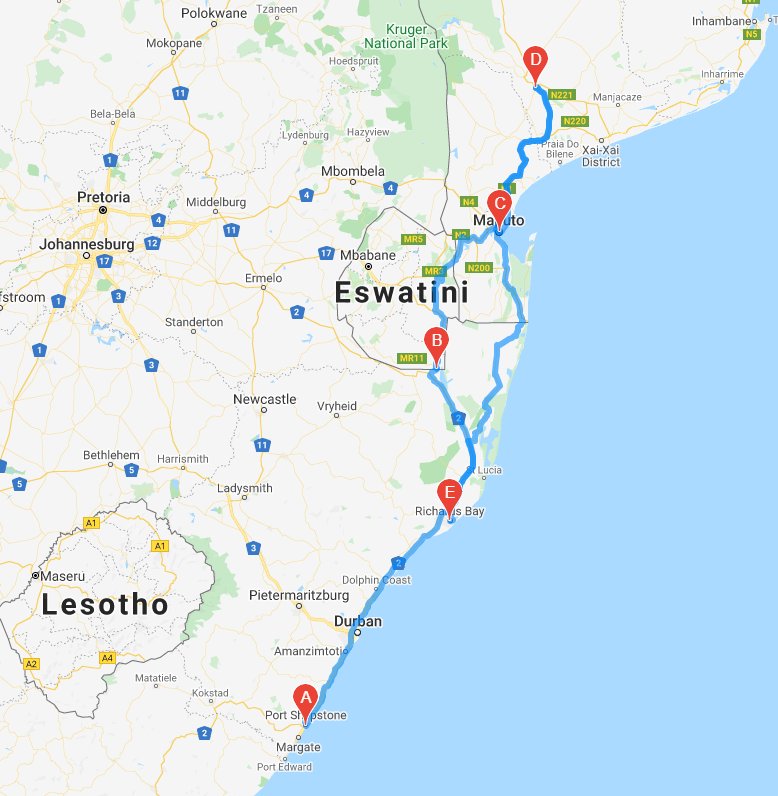 Polokwane
Tzaneen
Inhambane
N1
N5
Kruger
National Park
Mokopane
Hoedspruit
D
Inharrime
11
N221
Manjacaze
Bela-Bela
N220
Lydenburg
Hazyview
Praia Do
Bilene
Xai-Xai
District
1
Mbombela
4
Pretoria
4
Middelburg
N4
C
4
11
Maputo
Johannesburg
12
MR5
N2
17
17
Mbabane
MR3
N200
Ermelo
Eswatini
1
3
2
Standerton
B
1
3
MR11
Newcastle
Vryheid
2
11
Bethlehem
Harrismith
5
5
St Lucia
Ladysmith
E
Richards Bay
A1
A1
3
2
Maseru
Dolphin Coast
Lesotho
Pietermaritzburg
Durban
Amanzimtoti
A2
A4
Matatiele
Kokstad
A
Port Shepstone
2
Margate
Port Edward